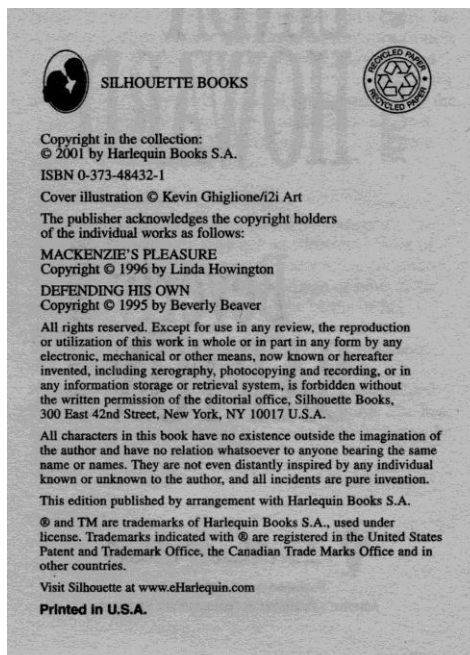 SILHOUETTE BOOKS
RECYCLED PAPER
RECYCLED PAPER
Copyright in the collection:
© 2001 by Harlequin Books S.A.
ISBN 0-373-48432-1
Cover illustration © Kevin Ghiglione/i2i Art
The publisher acknowledges the copyright holders
of the individual works as follows:
MACKENZIE'S PLEASURE
Copyright © 1996 by Linda Howington
DEFENDING HIS OWN
Copyright © 1995 by Beverly Beaver
All rights reserved. Except for use in any review, the reproduction
or utilization of this work in whole or in part in any form by any
electronic, mechanical or other means, now known or hereafter
invented, including xerography, photocopying and recording, or in
any information storage or retrieval system, is forbidden without
the written permission of the editorial office, Silhouette Books,
300 East 42nd Street, New York, NY 10017 U.S.A.
All characters in this book have no existence outside the imagination of
the author and have no relation whatsoever to anyone bearing the same
name or names. They are not even distantly inspired by any individual
known or unknown to the author, and all incidents are pure invention.
This edition published by arrangement with Harlequin Books S.A.
® and TM are trademarks of Harlequin Books S.A., used under
license. Trademarks indicated with ® are registered in the United States
Patent and Trademark Office, the Canadian Trade Marks Office and in
other countries.
Visit Silhouette at www.eHarlequin.com
Printed in U.S.A.